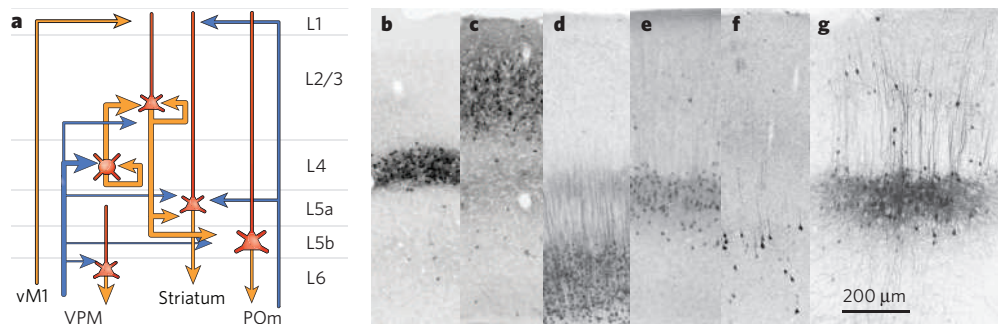 a
L1
L2/3
L4
L5a
L5b
L6
vM1
VPM
Striatum
POm
b
c
d
e
f
g
200 μm